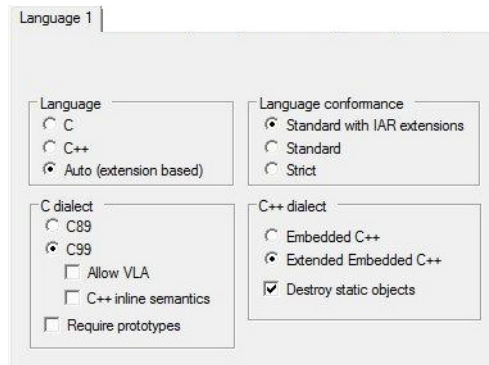 Language 1
Language
C
C++
Auto (extension based)
Language conformance
Standard with IAR extensions
Standard
Strict
C dialect
C89
C99
Allow VLA
C++ inline semantics
Require prototypes
C++ dialect
Embedded C++
Extended Embedded C++
Destroy static objects